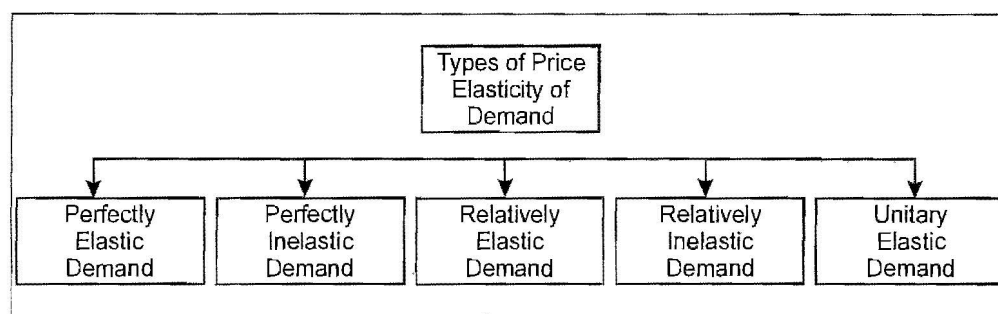 Types of Price
Elasticity of
Demand
Perfectly
Elastic
Demand
Perfectly
Inelastic
Demand
Relatively
Elastic
Demand
Relatively
Inelastic
Demand
Unitary
Elastic
Demand